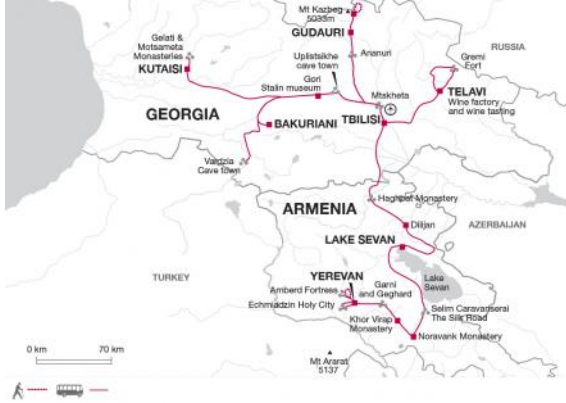 Mt Kazbeg
5033m
GUDAURI
RUSSIA
Gelati &
Motsameta
Monasteries
KUTAISI
Uplistsikhe
cave town
Ananuri
Gremi
Fort
Gori
Stalin museum
Mtskheta
TELAVI
Wine factory
and wine tasting
GEORGIA
BAKURIANI
TBILISI
Vardzia
Cave town
Haghpat Monastery
ARMENIA
Dilijan
AZERBAIJAN
LAKE SEVAN
TURKEY
YEREVAN
Lake
Sevan
Amberd Fortress
Garni
and Geghard
Echmiadzin Holy City
Selim Caravanserai
The Silk Road
Khor Virap
Monastery
Noravank Monastery
0 km
70 km
Mt Ararat
5137